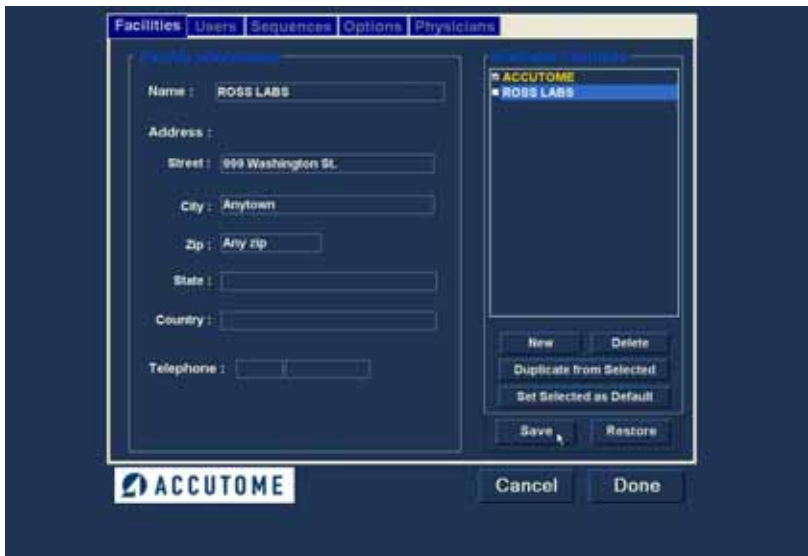 Facilities Users Sequences Options Physicians
Facility Information
Name : ROSS LABS
Address :
Street : 999 Washington St.
City : Anytown
Zip : Any zip
State :
Country :
Telephone :
ACCUTOME
ROSS LABS
New Delete
Duplicate from Selected
Set Selected as Default
Save Restore
ACCUTOME
Cancel Done